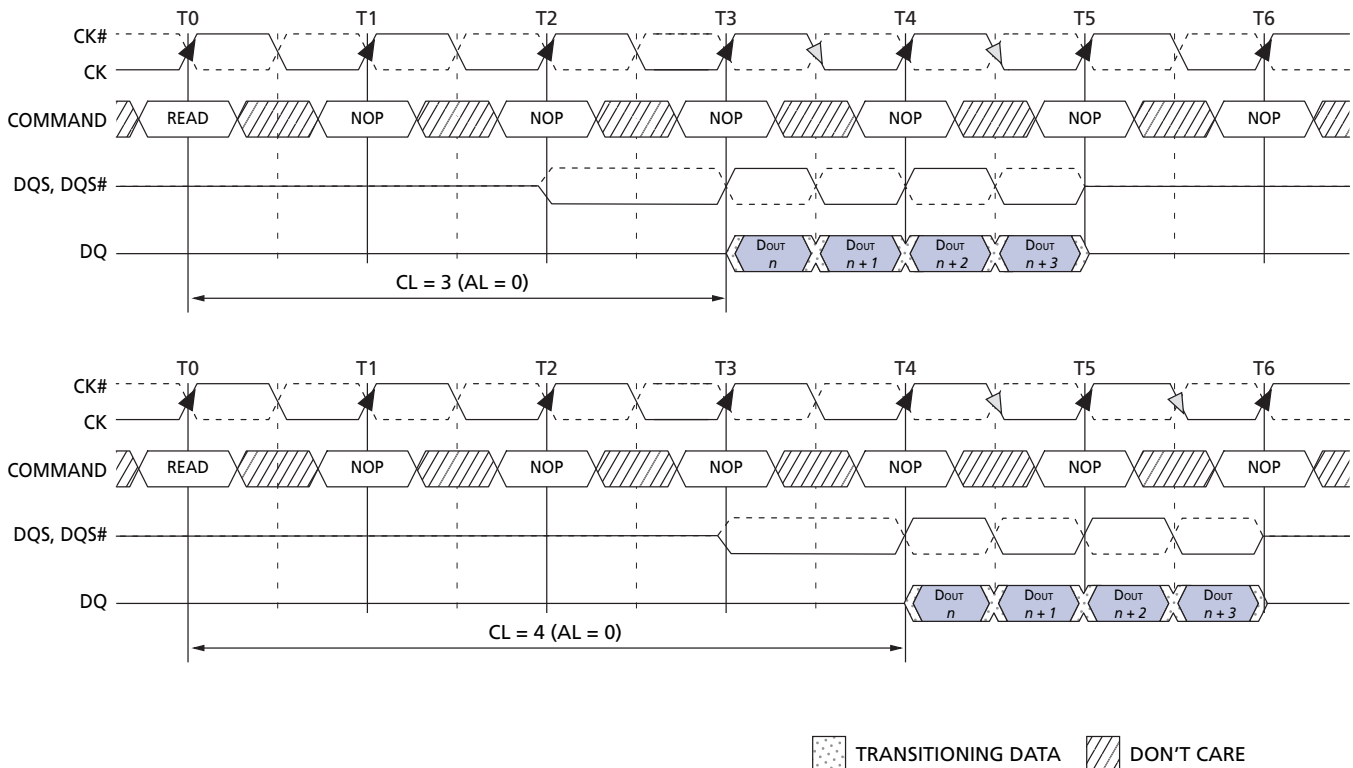 T0 T1 T2 T3 T4 T5 T6
CK#
CK
COMMAND READ NOP NOP NOP NOP NOP NOP
DQS, DQS#
DQ DOUT n DOUT n + 1 DOUT n + 2 DOUT n + 3
CL = 3 (AL = 0)
T0 T1 T2 T3 T4 T5 T6
CK#
CK
COMMAND READ NOP NOP NOP NOP NOP NOP
DQS, DQS#
DQ DOUT n DOUT n + 1 DOUT n + 2 DOUT n + 3
CL = 4 (AL = 0)
TRANSITIONING DATA DON'T CARE